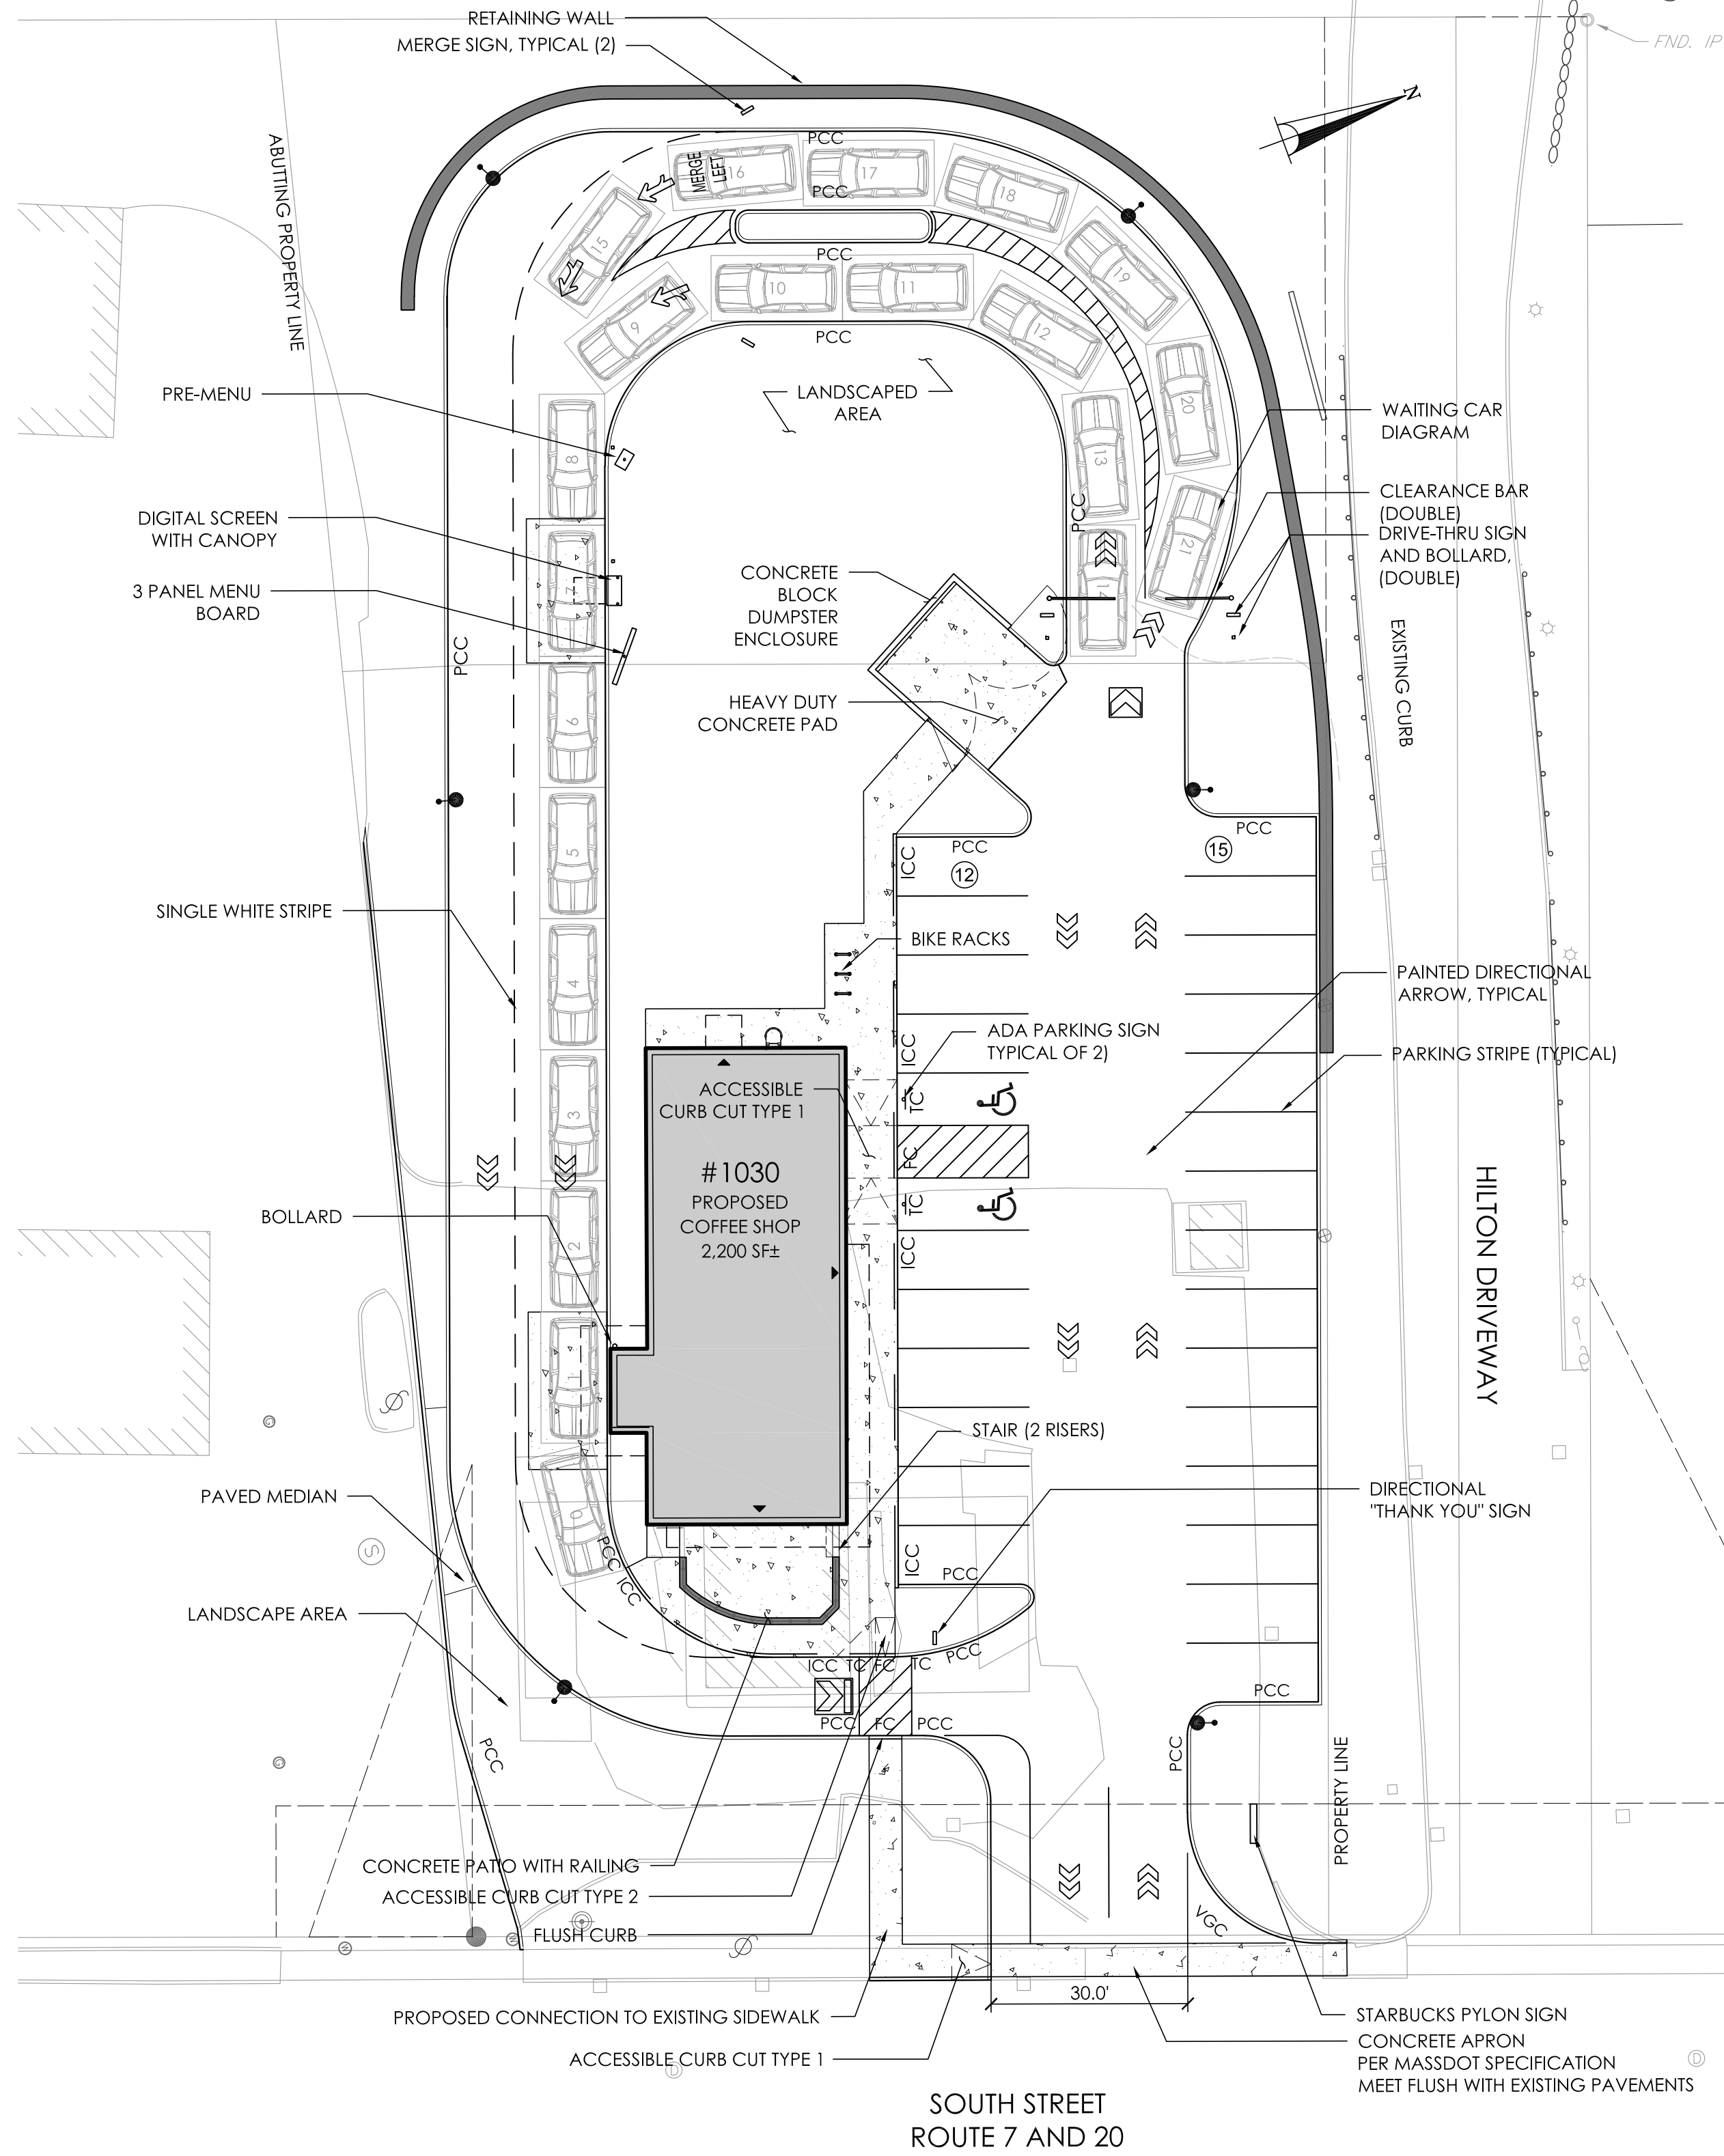 RETAINING WALL
MERGE SIGN, TYPICAL (2)
FND. IP
N
ABUTTING PROPERTY LINE
PCC
MERGE
LEFT
16
17
PCC
18
15
PCC
19
10
11
9
12
PCC
20
PRE-MENU
LANDSCAPED
AREA
WAITING CAR
DIAGRAM
8
13
PCC
CLEARANCE BAR
(DOUBLE)
DIGITAL SCREEN
WITH CANOPY
21
DRIVE-THRU SIGN
AND BOLLARD,
(DOUBLE)
3 PANEL MENU
BOARD
7
14
CONCRETE
BLOCK
DUMPSTER
ENCLOSURE
EXISTING CURB
PCC
6
HEAVY DUTY
CONCRETE PAD
5
PCC
ICC
12
PCC
15
SINGLE WHITE STRIPE
BIKE RACKS
4
PAINTED DIRECTIONAL
ARROW, TYPICAL
ICC
ADA PARKING SIGN
TYPICAL OF 2)
PARKING STRIPE (TYPICAL)
3
ACCESSIBLE
CURB CUT TYPE 1
TC
FC
TC
#1030
PROPOSED
COFFEE SHOP
2,200 SF±
BOLLARD
2
ICC
HILTON DRIVEWAY
1
STAIR (2 RISERS)
PAVED MEDIAN
0
DIRECTIONAL
"THANK YOU" SIGN
S
PCC
ICC
ICC
PCC
LANDSCAPE AREA
ICC
TC
FC
TC
PCC
PCC
PCC
FC
PCC
PCC
PCC
PROPERTY LINE
G
G
CONCRETE PATIO WITH RAILING
ACCESSIBLE CURB CUT TYPE 2
FLUSH CURB
VGC
W
W
30.0'
PROPOSED CONNECTION TO EXISTING SIDEWALK
STARBUCKS PYLON SIGN
ACCESSIBLE CURB CUT TYPE 1
CONCRETE APRON
PER MASSDOT SPECIFICATION
MEET FLUSH WITH EXISTING PAVEMENTS
D
D
SOUTH STREET
ROUTE 7 AND 20